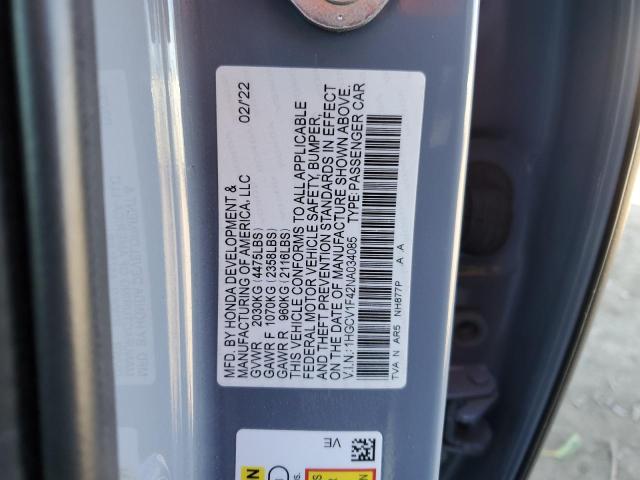 MFD. BY HONDA DEVELOPMENT & 02/'22
MANUFACTURING OF AMERICA, LLC
GVWR 2030KG (4475LBS)
GAWR F 1070KG (2358LBS)
GAWR R 960KG (2116LBS)
THIS VEHICLE CONFORMS TO ALL APPLICABLE
FEDERAL MOTOR VEHICLE SAFETY, BUMPER,
AND THEFT PREVENTION STANDARDS IN EFFECT
ON THE DATE OF MANUFACTURE SHOWN ABOVE.
V.I.N.: 1HGCV1F42NA034085 TYPE: PASSENGER CAR
TVA N AR5 NH877P A A
VE